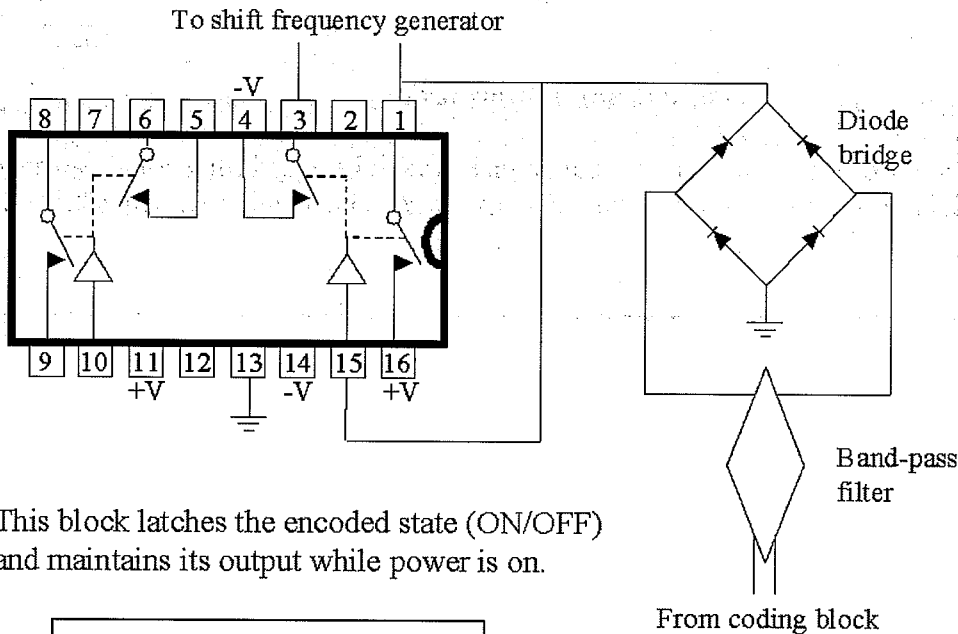 To shift frequency generator
-V
8 7 6 5 4 3 2 1
Diode
bridge
9 10 11 12 13 14 15 16
+V -V +V
Band-pass
filter
This block latches the encoded state (ON/OFF)
and maintains its output while power is on.
From coding block